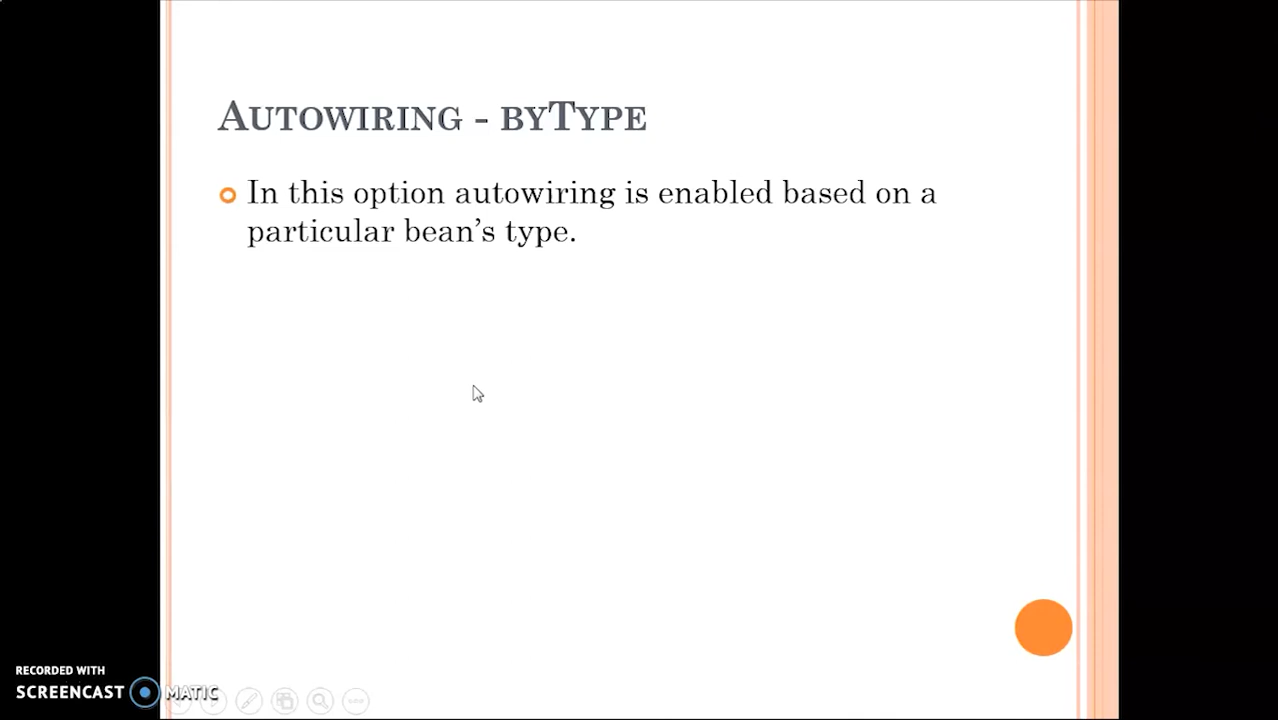 AUTOWIRING - BYTYPE
In this option autowiring is enabled based on a
particular bean's type.
RECORDED WITH
SCREENCAST MATIC